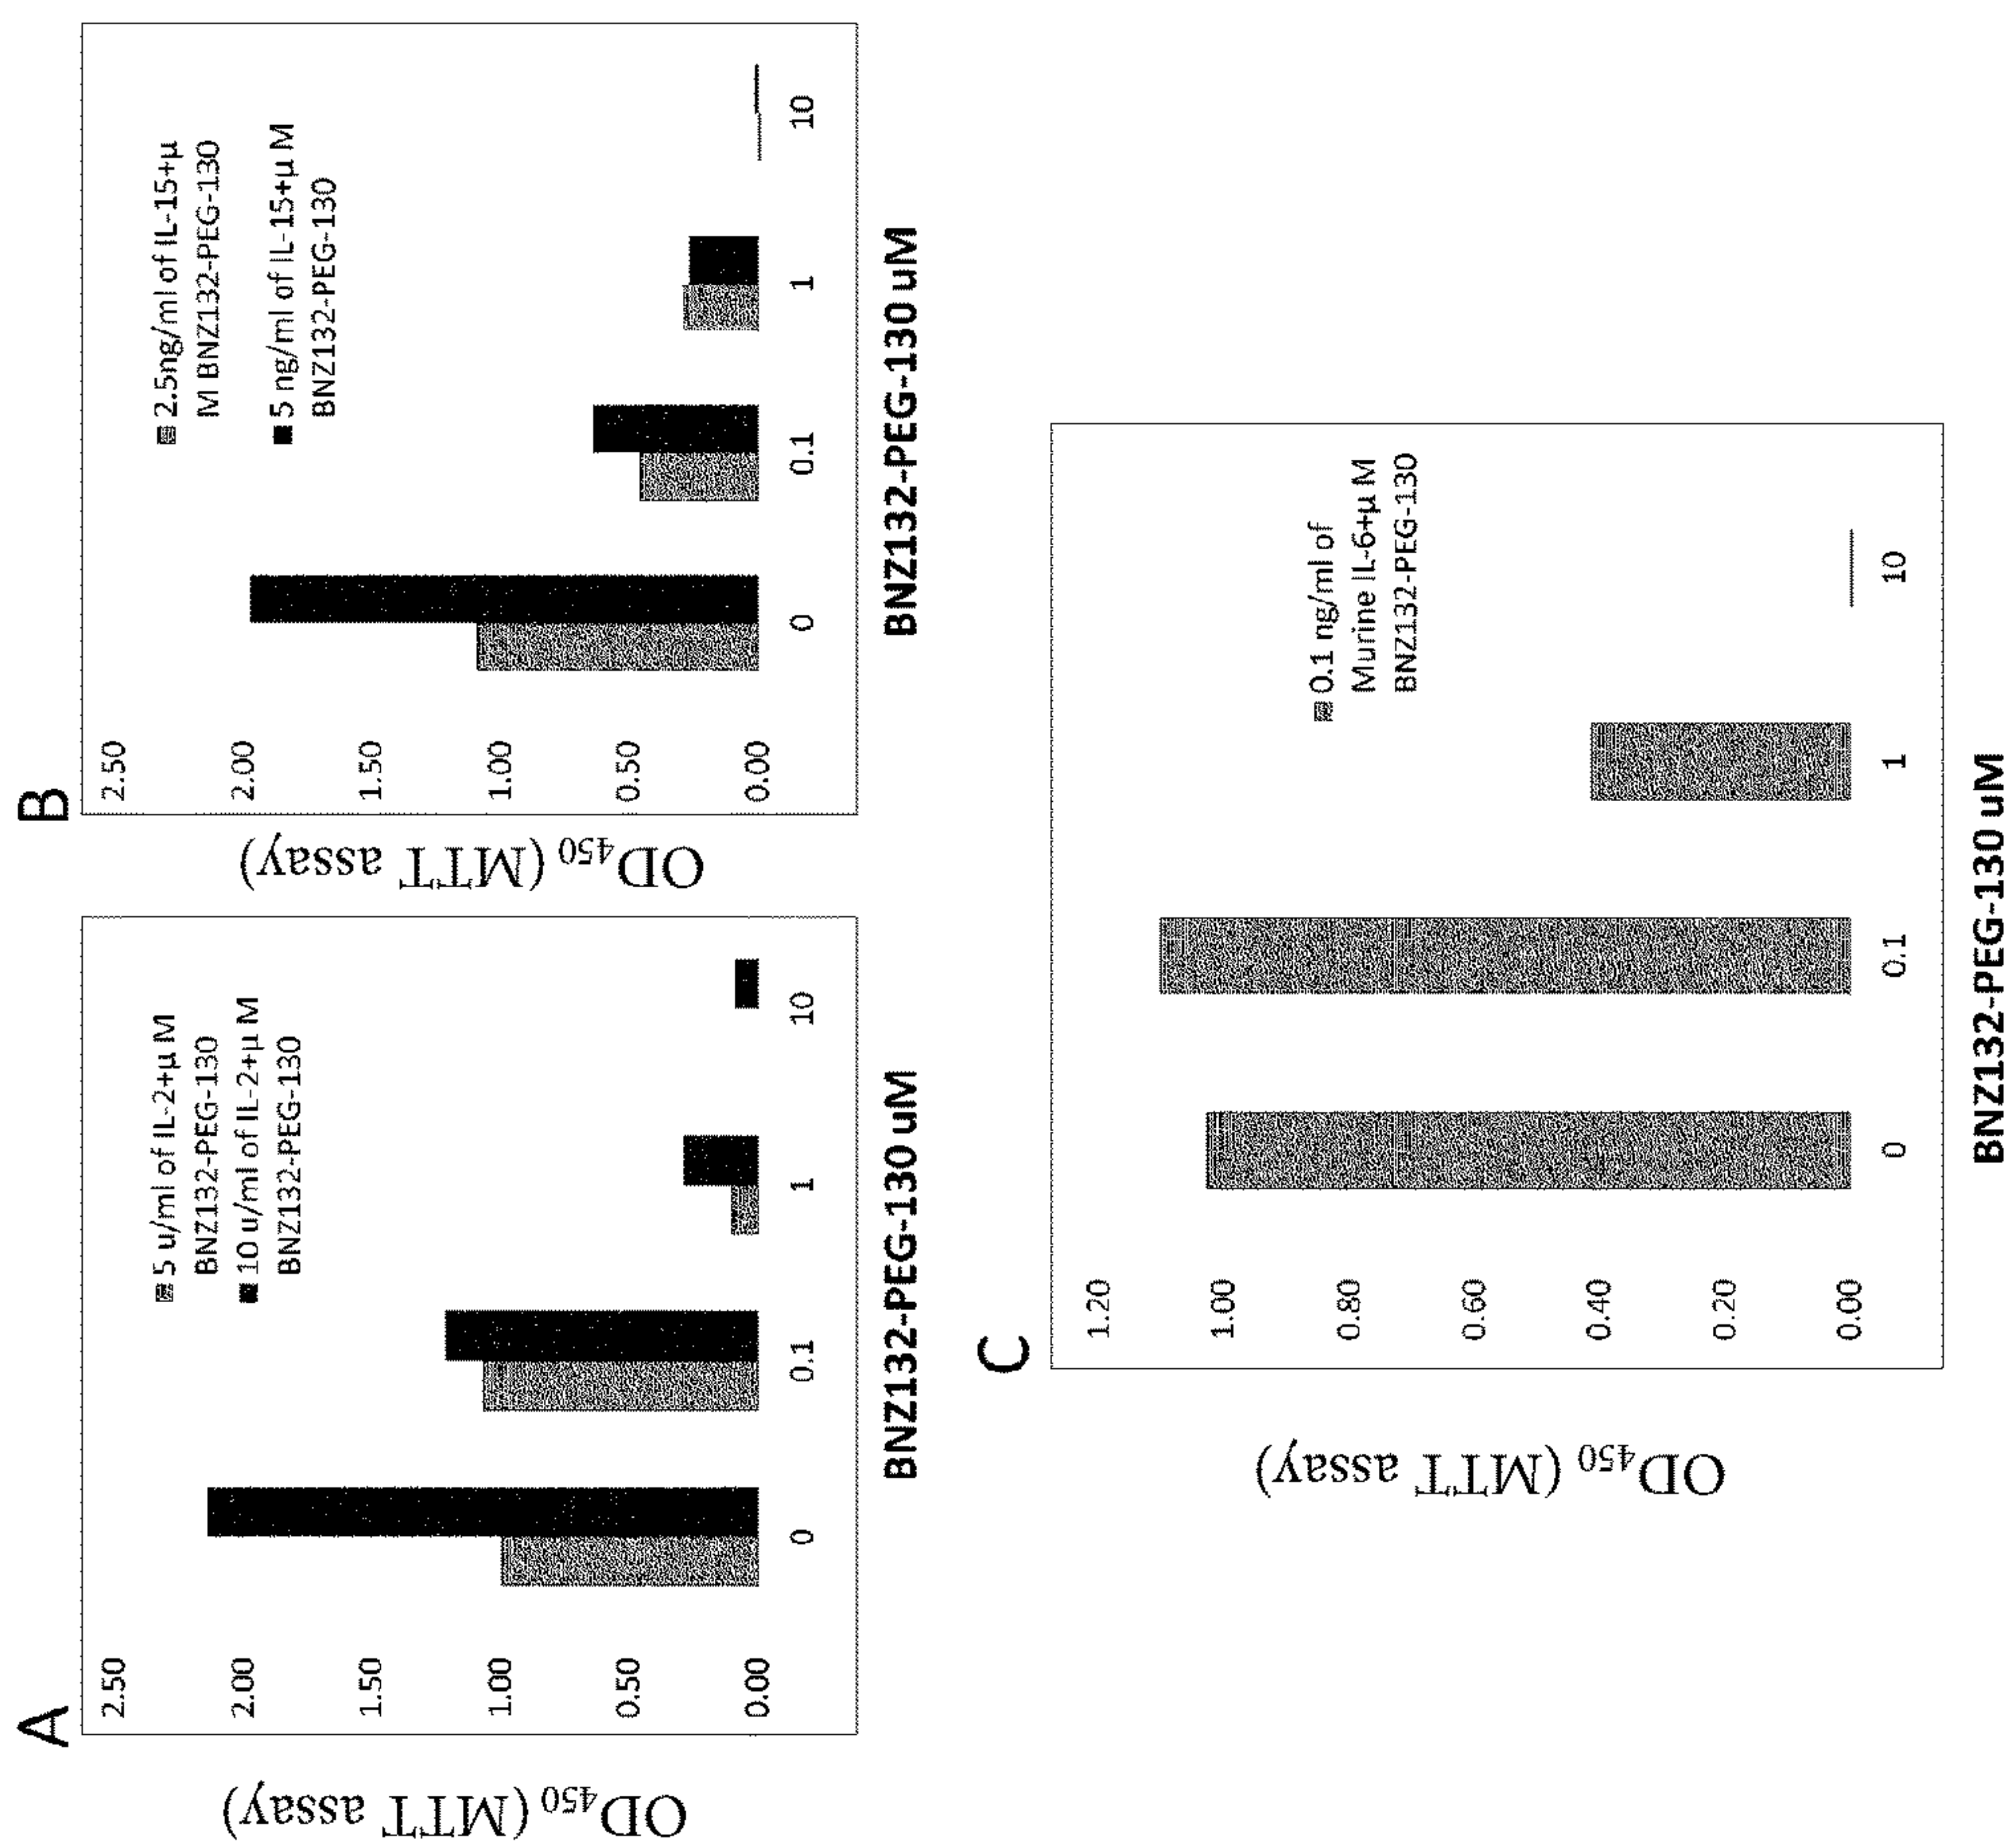 A
OD450 (MTT assay)
2.50
2.00
1.50
1.00
0.50
0.00
5 u/ml of IL-2+µ M
BNZ132-PEG-130
10 u/ml of IL-2+µ M
BNZ132-PEG-130
0 0.1 1 10
BNZ132-PEG-130 uM
B
OD450 (MTT assay)
2.50
2.00
1.50
1.00
0.50
0.00
2.5ng/ml of IL-15+µ
M BNZ132-PEG-130
5 ng/ml of IL-15+µ M
BNZ132-PEG-130
0 0.1 1 10
BNZ132-PEG-130 uM
C
OD450 (MTT assay)
1.20
1.00
0.80
0.60
0.40
0.20
0.00
0.1 ng/ml of
Murine IL-6+µ M
BNZ132-PEG-130
0 0.1 1 10
BNZ132-PEG-130 uM